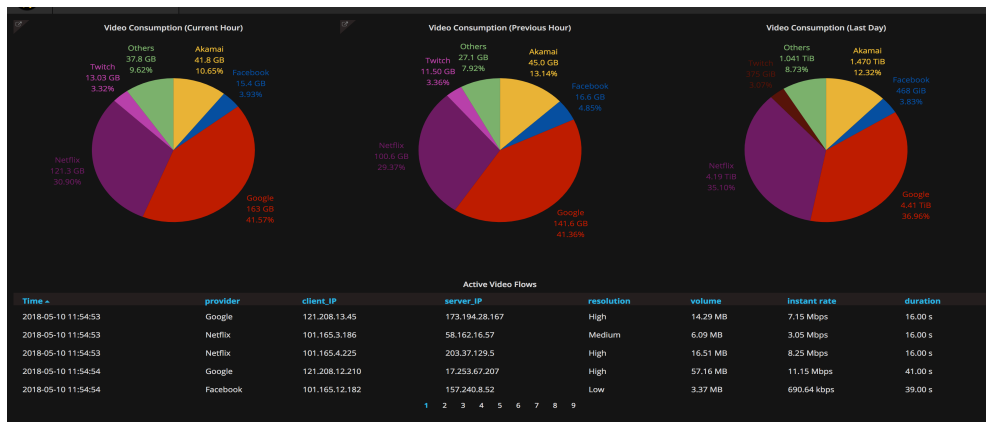 Video Consumption (Current Hour)
Others
37.8 GB
9.62%
Akamai
41.8 GB
10.65%
Twitch
13.03 GB
3.32%
Facebook
15.4 GB
3.93%
Netflix
121.3 GB
30.90%
Google
163 GB
41.57%
Video Consumption (Previous Hour)
Others
27.1 GB
7.92%
Akamai
45.0 GB
13.14%
Twitch
11.50 GB
3.36%
Facebook
16.6 GB
4.85%
Netflix
100.6 GB
29.37%
Google
141.6 GB
41.36%
Video Consumption (Last Day)
Others
1.041 TiB
8.73%
Akamai
1.470 TiB
12.32%
Twitch
Facebook
468 GiB
3.83%
Netflix
4.19 TiB
35.10%
Google
4.41 TiB
36.96%
Active Video Flows
Time provider client_IP server_IP resolution volume instant rate duration
2018-05-10 11:54:53 Google 121.208.13.45 173.194.28.167 High 14.29 MB 7.15 Mbps 16.00 s
2018-05-10 11:54:53 Netflix 101.165.3.186 58.162.16.57 Medium 6.09 MB 3.05 Mbps 16.00 s
2018-05-10 11:54:53 Netflix 101.165.4.225 203.37.129.5 High 16.51 MB 8.25 Mbps 16.00 s
2018-05-10 11:54:54 Google 121.208.12.210 17.253.67.207 High 57.16 MB 11.15 Mbps 41.00 s
2018-05-10 11:54:54 Facebook 101.165.12.182 157.240.8.52 Low 3.37 MB 690.64 kbps 39.00 s
1 2 3 4 5 6 7 8 9